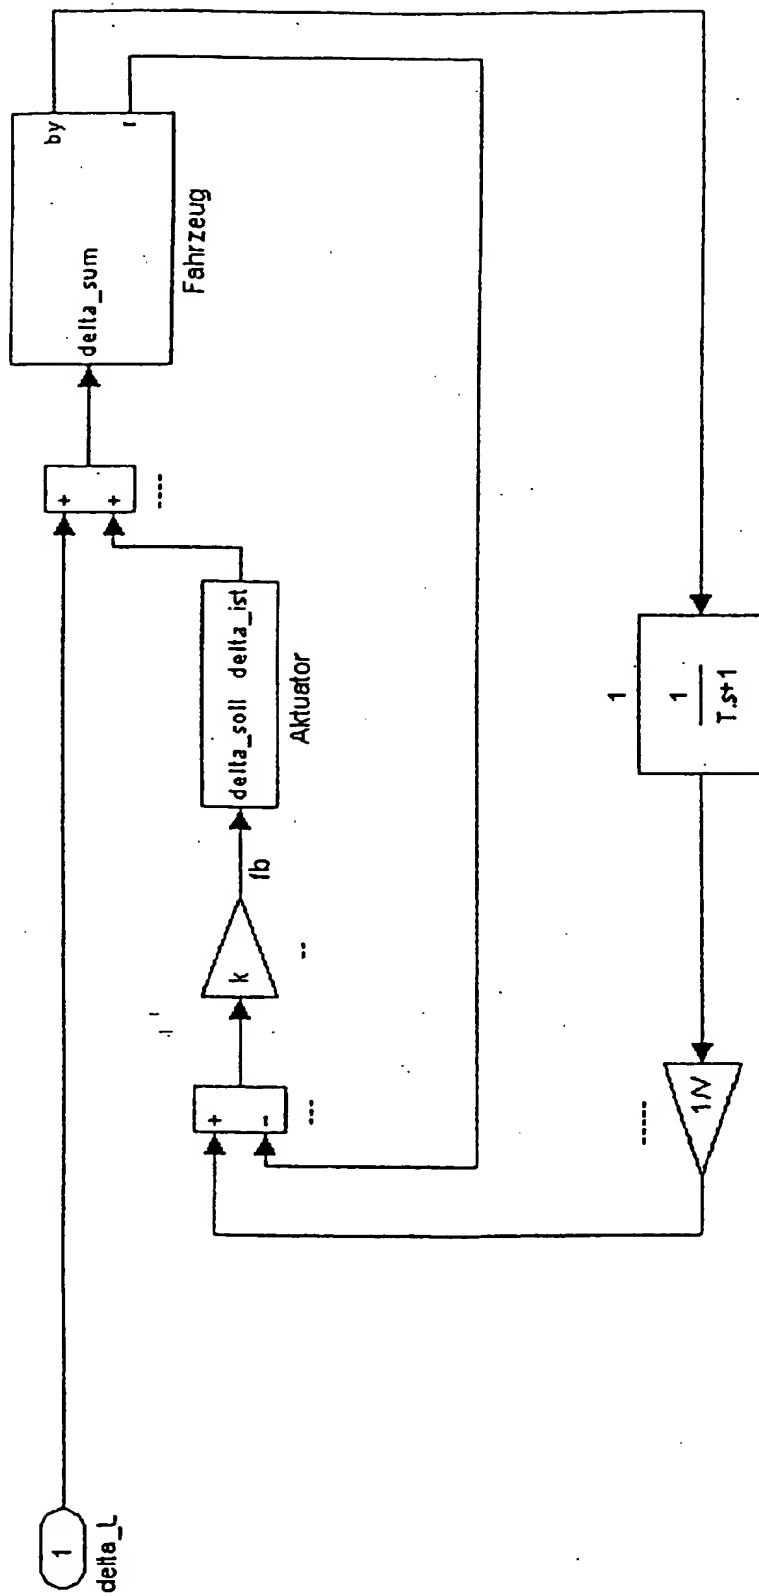 1
delta_L
+
-
---
k
--
fb
delta_soll delta_ist
Aktuator
+
+
----
delta_sum
by
r
Fahrzeug
1
1
T.s+1
1/V
-----